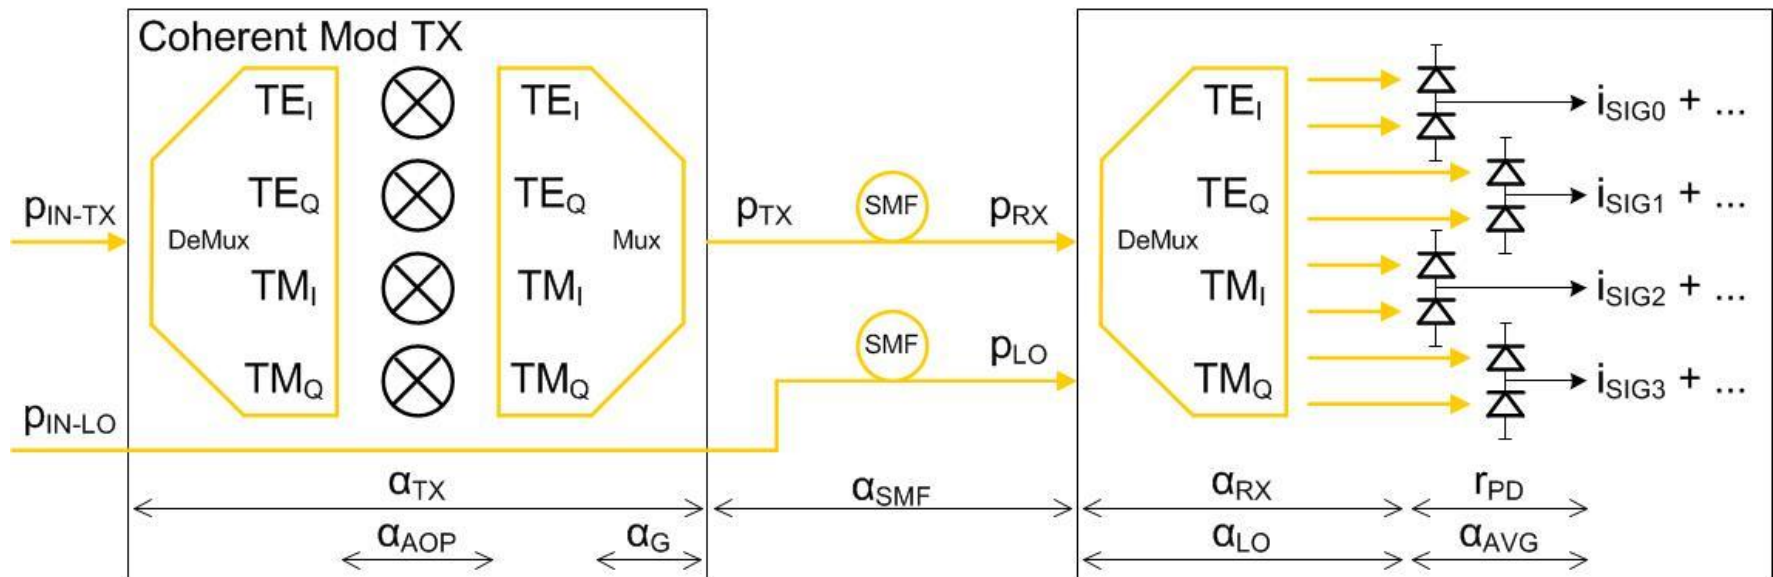 Coherent Mod TX
TE_I TE_I TE_I i_SIG0 + ...
TE_Q TE_Q TE_Q i_SIG1 + ...
p_IN-TX p_TX SMF p_RX
DeMux Mux DeMux
TM_I TM_I TM_I i_SIG2 + ...
SMF p_LO
TM_Q TM_Q TM_Q i_SIG3 + ...
p_IN-LO
α_TX α_SMF α_RX r_PD
α_AOP α_G α_LO α_AVG